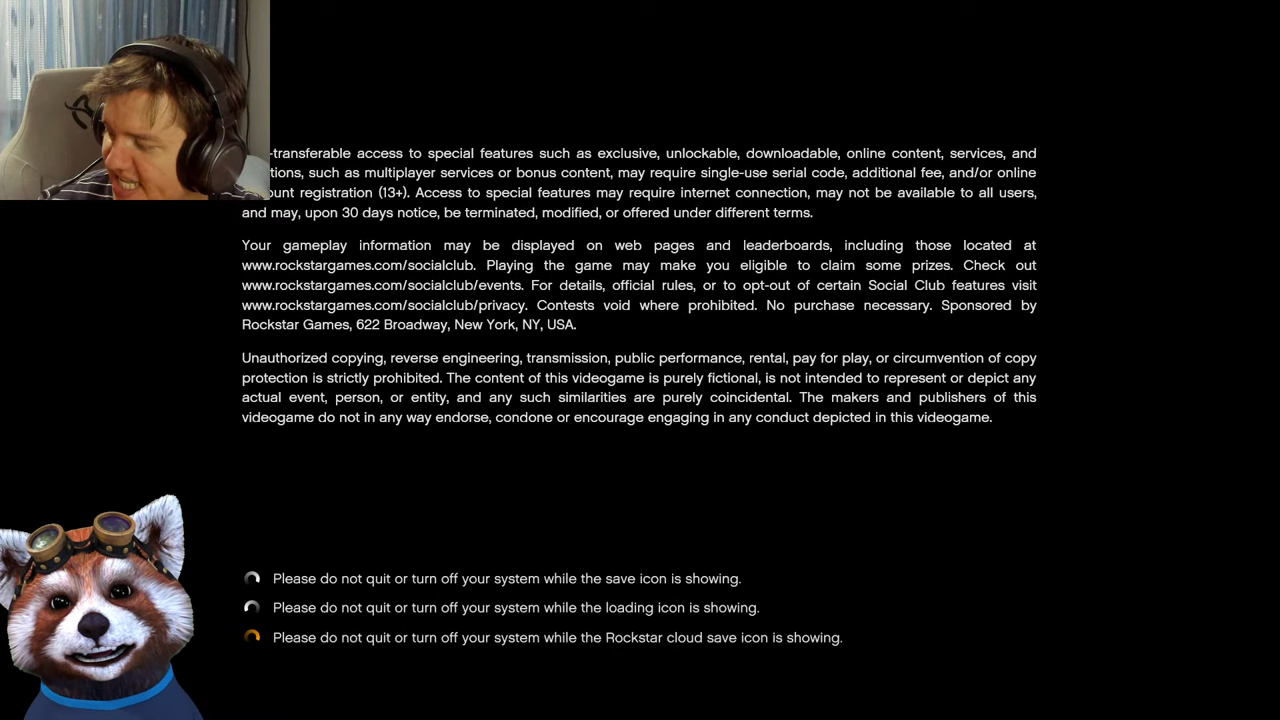 -transferable access to special features such as exclusive, unlockable, downloadable, online content, services, and
such as multiplayer services or bonus content, may require single-use serial code, additional fee, and/or online
registration (13+). Access to special features may require internet connection, may not be available to all users,
and may, upon 30 days notice, be terminated, modified, or offered under different terms.
Your gameplay information may be displayed on web pages and leaderboards, including those located at
www.rockstargames.com/socialclub. Playing the game may make you eligible to claim some prizes. Check out
www.rockstargames.com/socialclub/events. For details, official rules, or to opt-out of certain Social Club features visit
www.rockstargames.com/socialclub/privacy. Contests void where prohibited. No purchase necessary. Sponsored by
Rockstar Games, 622 Broadway, New York, NY, USA.
Unauthorized copying, reverse engineering, transmission, public performance, rental, pay for play, or circumvention of copy
protection is strictly prohibited. The content of this videogame is purely fictional, is not intended to represent or depict any
actual event, person, or entity, and any such similarities are purely coincidental. The makers and publishers of this
videogame do not in any way endorse, condone or encourage engaging in any conduct depicted in this videogame.
Please do not quit or turn off your system while the save icon is showing.
Please do not quit or turn off your system while the loading icon is showing.
Please do not quit or turn off your system while the Rockstar cloud save icon is showing.